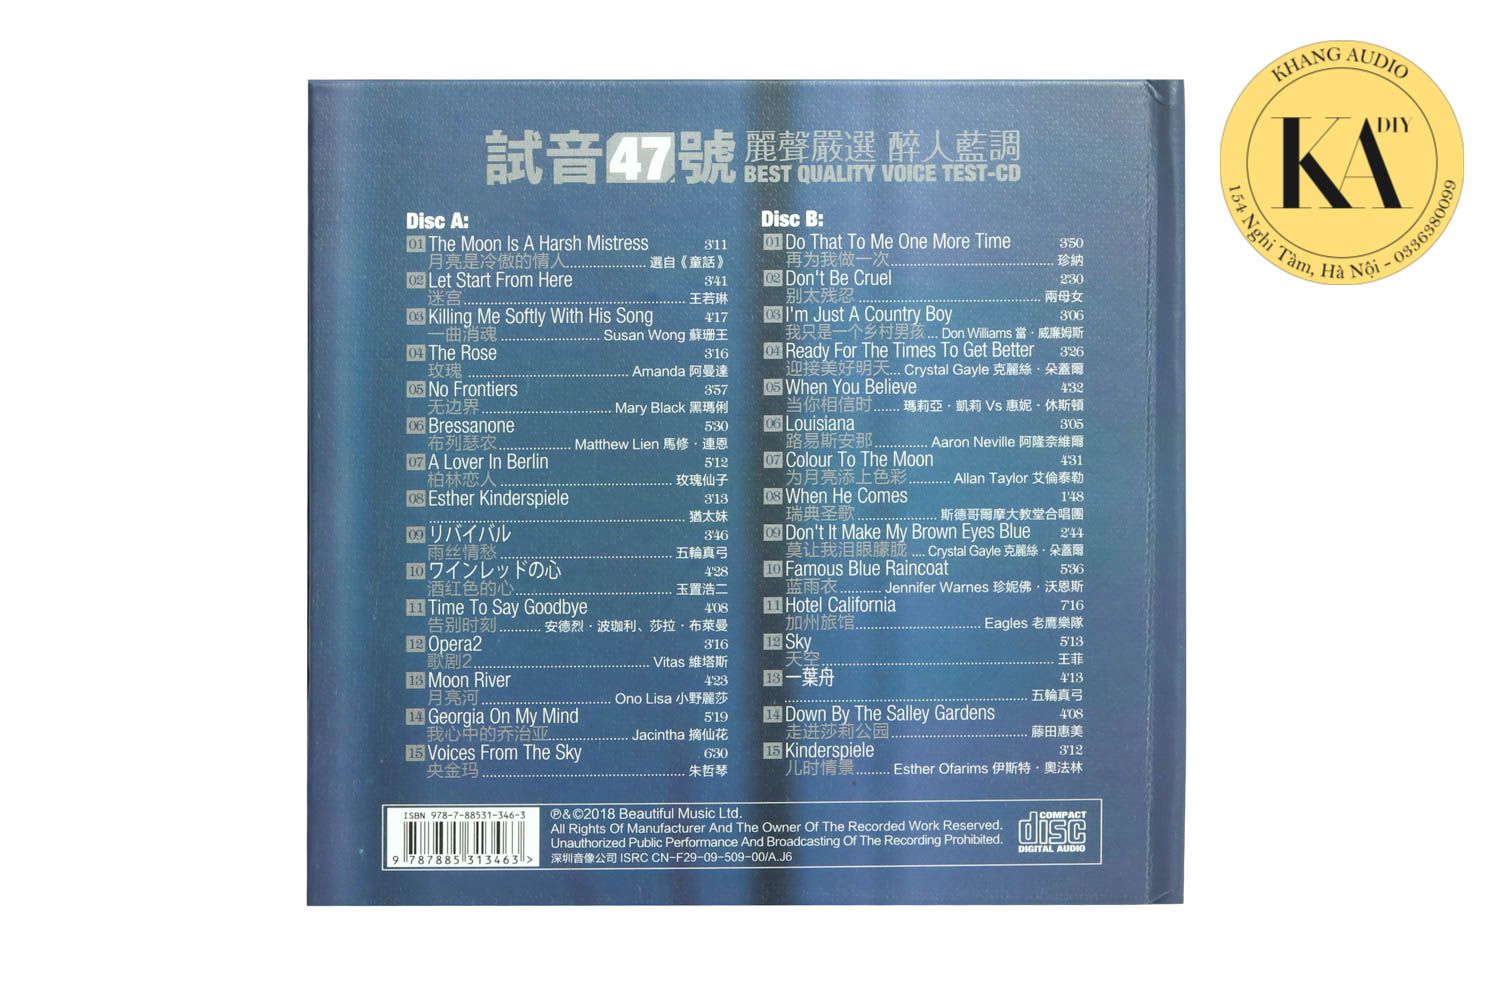 試音47號 麗聲嚴選 醉人藍調
BEST QUALITY VOICE TEST-CD
Disc A:
01 The Moon Is A Harsh Mistress 3'11
月亮是冷傲的情人 選自《童話》
02 Let Start From Here 3'41
迷宫 王若琳
03 Killing Me Softly With His Song 4'17
一曲消魂 Susan Wong 蘇珊王
04 The Rose 3'16
玫瑰 Amanda 阿曼達
05 No Frontiers 3'57
无边界 Mary Black 黑瑪俐
06 Bressanone 5'30
布列瑟农 Matthew Lien 馬修·連恩
07 A Lover In Berlin 5'12
柏林恋人 玫瑰仙子
08 Esther Kinderspiele 3'13
猶太妹
09 リバイバル 3'46
雨丝情愁 五輪真弓
10 ワインレッドの心 4'28
酒红色的心 玉置浩二
11 Time To Say Goodbye 4'08
告别时刻 安德烈·波珈利、莎拉·布萊曼
12 Opera2 3'16
歌剧2 Vitas 維塔斯
13 Moon River 4'23
月亮河 Ono Lisa 小野麗莎
14 Georgia On My Mind 5'19
我心中的乔治亚 Jacintha 摘仙花
15 Voices From The Sky 6'30
央金玛 朱哲琴
Disc B:
01 Do That To Me One More Time 3'50
再为我做一次 珍納
02 Don't Be Cruel 2'30
别太残忍 兩母女
03 I'm Just A Country Boy 3'06
我只是一个乡村男孩 Don Williams 當·威廉姆斯
04 Ready For The Times To Get Better 3'26
迎接美好明天 Crystal Gayle 克麗絲·朵蓋爾
05 When You Believe 4'32
当你相信时 瑪莉亞·凱莉 Vs 惠妮·休斯頓
06 Louisiana 3'05
路易斯安那 Aaron Neville 阿隆奈維爾
07 Colour To The Moon 4'31
为月亮添上色彩 Allan Taylor 艾倫泰勒
08 When He Comes 1'48
瑞典圣歌 斯德哥爾摩大教堂合唱團
09 Don't It Make My Brown Eyes Blue 2'44
莫让我泪眼朦胧 Crystal Gayle 克麗絲·朵蓋爾
10 Famous Blue Raincoat 5'36
蓝雨衣 Jennifer Warnes 珍妮佛·沃恩斯
11 Hotel California 7'16
加州旅馆 Eagles 老鷹樂隊
12 Sky 5'13
天空 王菲
13 一葉舟 4'13
五輪真弓
14 Down By The Salley Gardens 4'08
走进莎莉公园 藤田惠美
15 Kinderspiele 3'12
儿时情景 Esther Ofarims 伊斯特·奧法林
ISBN 978-7-88531-346-3
9 787885 313463 >
℗&©2018 Beautiful Music Ltd.
All Rights Of Manufacturer And The Owner Of The Recorded Work Reserved.
Unauthorized Public Performance And Broadcasting Of The Recording Prohibited.
深圳音像公司 ISRC CN-F29-09-509-00/A.J6
COMPACT
disc
DIGITAL AUDIO
KHANG AUDIO
KA DIY
154 Nghi Tàm, Hà Nội - 0336380099